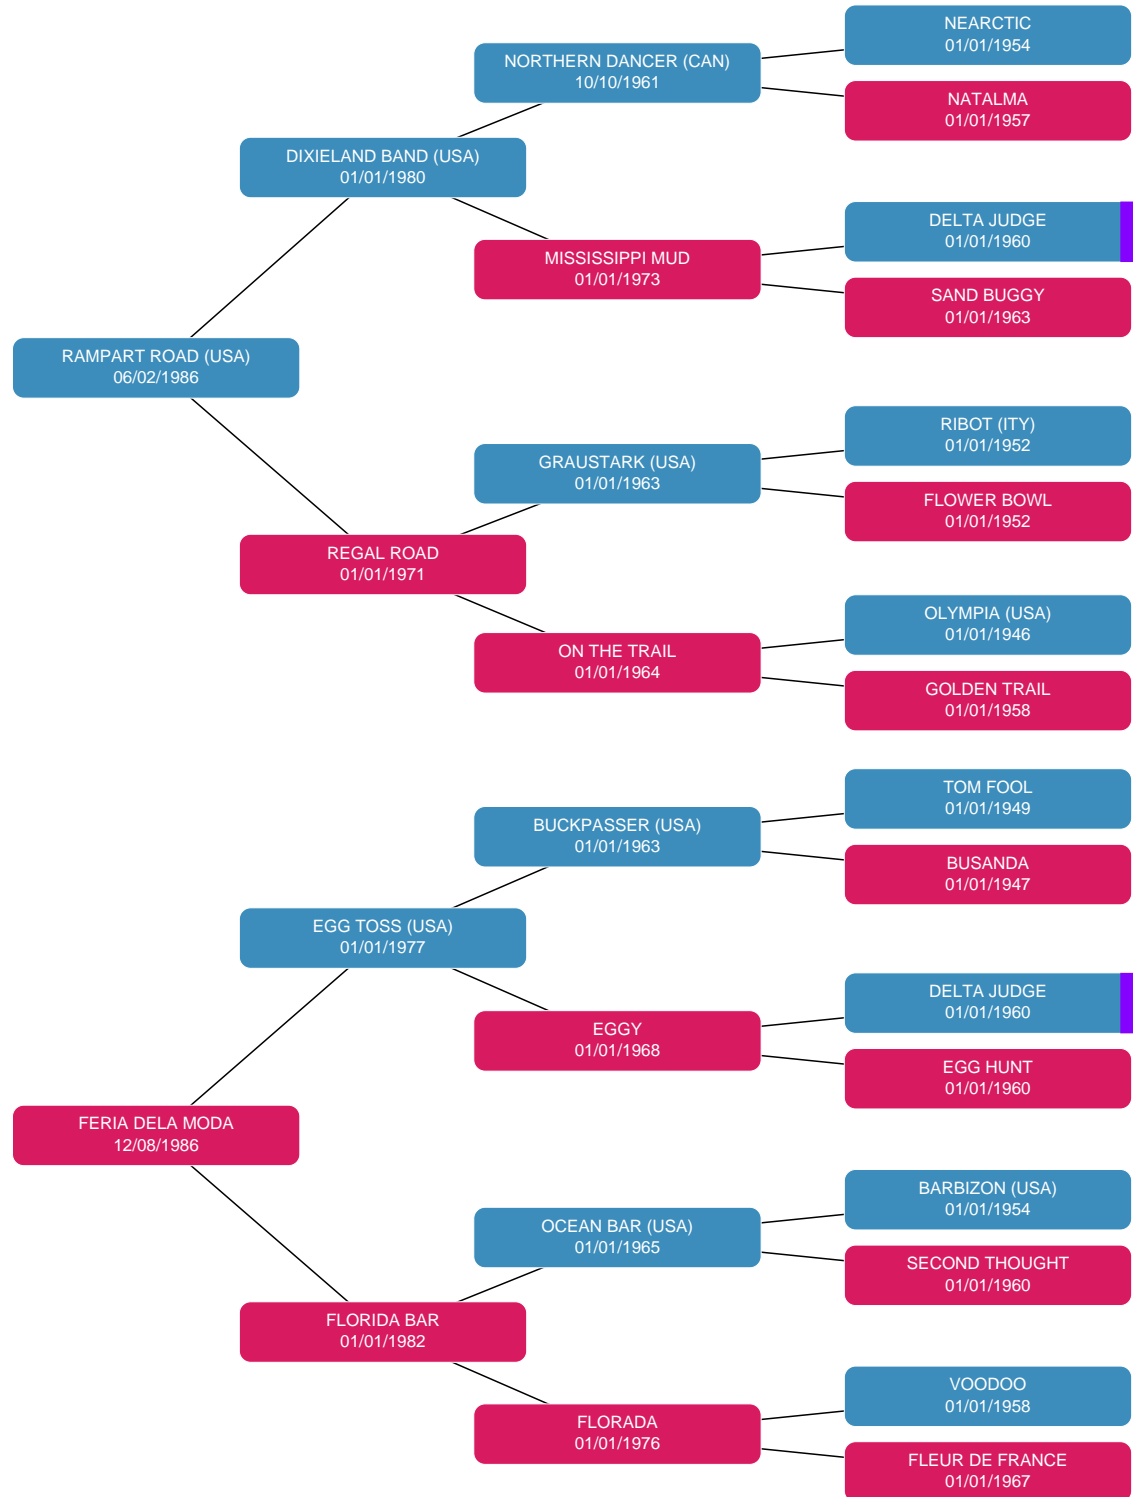 NEARCTIC
01/01/1954
NORTHERN DANCER (CAN)
10/10/1961
NATALMA
01/01/1957
DIXIELAND BAND (USA)
01/01/1980
DELTA JUDGE
01/01/1960
MISSISSIPPI MUD
01/01/1973
SAND BUGGY
01/01/1963
RAMPART ROAD (USA)
06/02/1986
RIBOT (ITY)
01/01/1952
GRAUSTARK (USA)
01/01/1963
FLOWER BOWL
01/01/1952
REGAL ROAD
01/01/1971
OLYMPIA (USA)
01/01/1946
ON THE TRAIL
01/01/1964
GOLDEN TRAIL
01/01/1958
TOM FOOL
01/01/1949
BUCKPASSER (USA)
01/01/1963
BUSANDA
01/01/1947
EGG TOSS (USA)
01/01/1977
DELTA JUDGE
01/01/1960
EGGY
01/01/1968
EGG HUNT
01/01/1960
FERIA DELA MODA
12/08/1986
BARBIZON (USA)
01/01/1954
OCEAN BAR (USA)
01/01/1965
SECOND THOUGHT
01/01/1960
FLORIDA BAR
01/01/1982
VOODOO
01/01/1958
FLORADA
01/01/1976
FLEUR DE FRANCE
01/01/1967